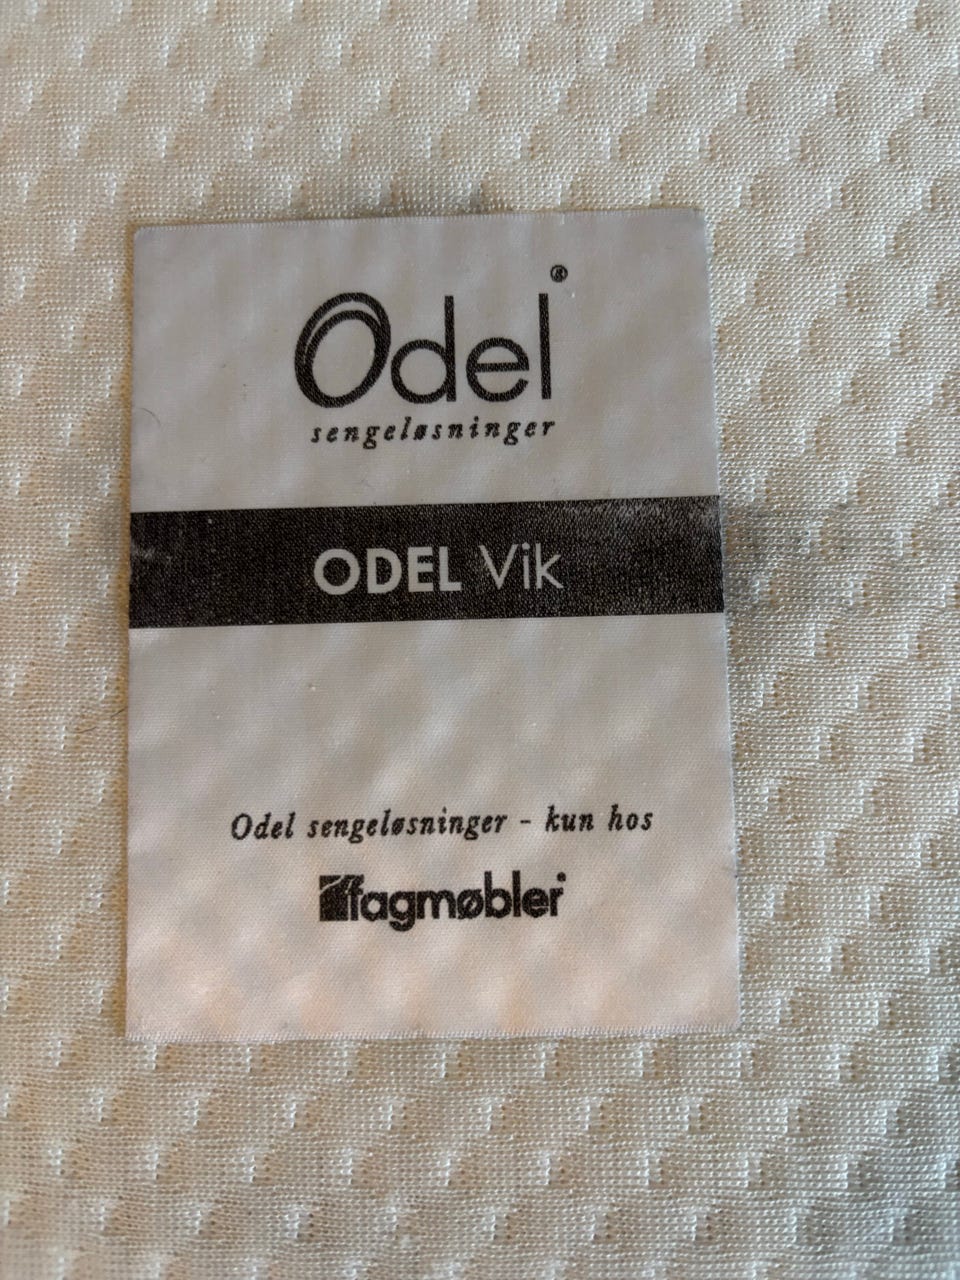 Odel®
sengeløsninger
ODEL Vik
Odel sengeløsninger - kun hos
fagmøbler